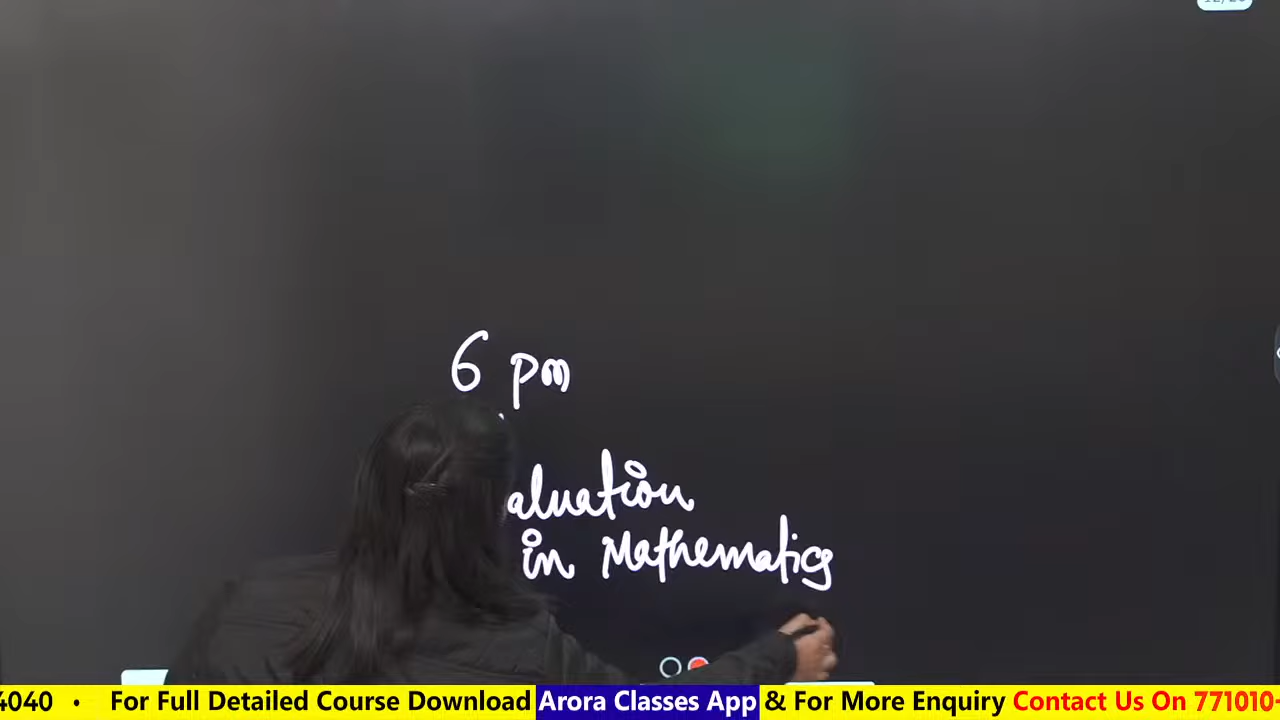 6 pm
aluation
in Mathematics
4040 • For Full Detailed Course Download Arora Classes App & For More Enquiry Contact Us On 771010